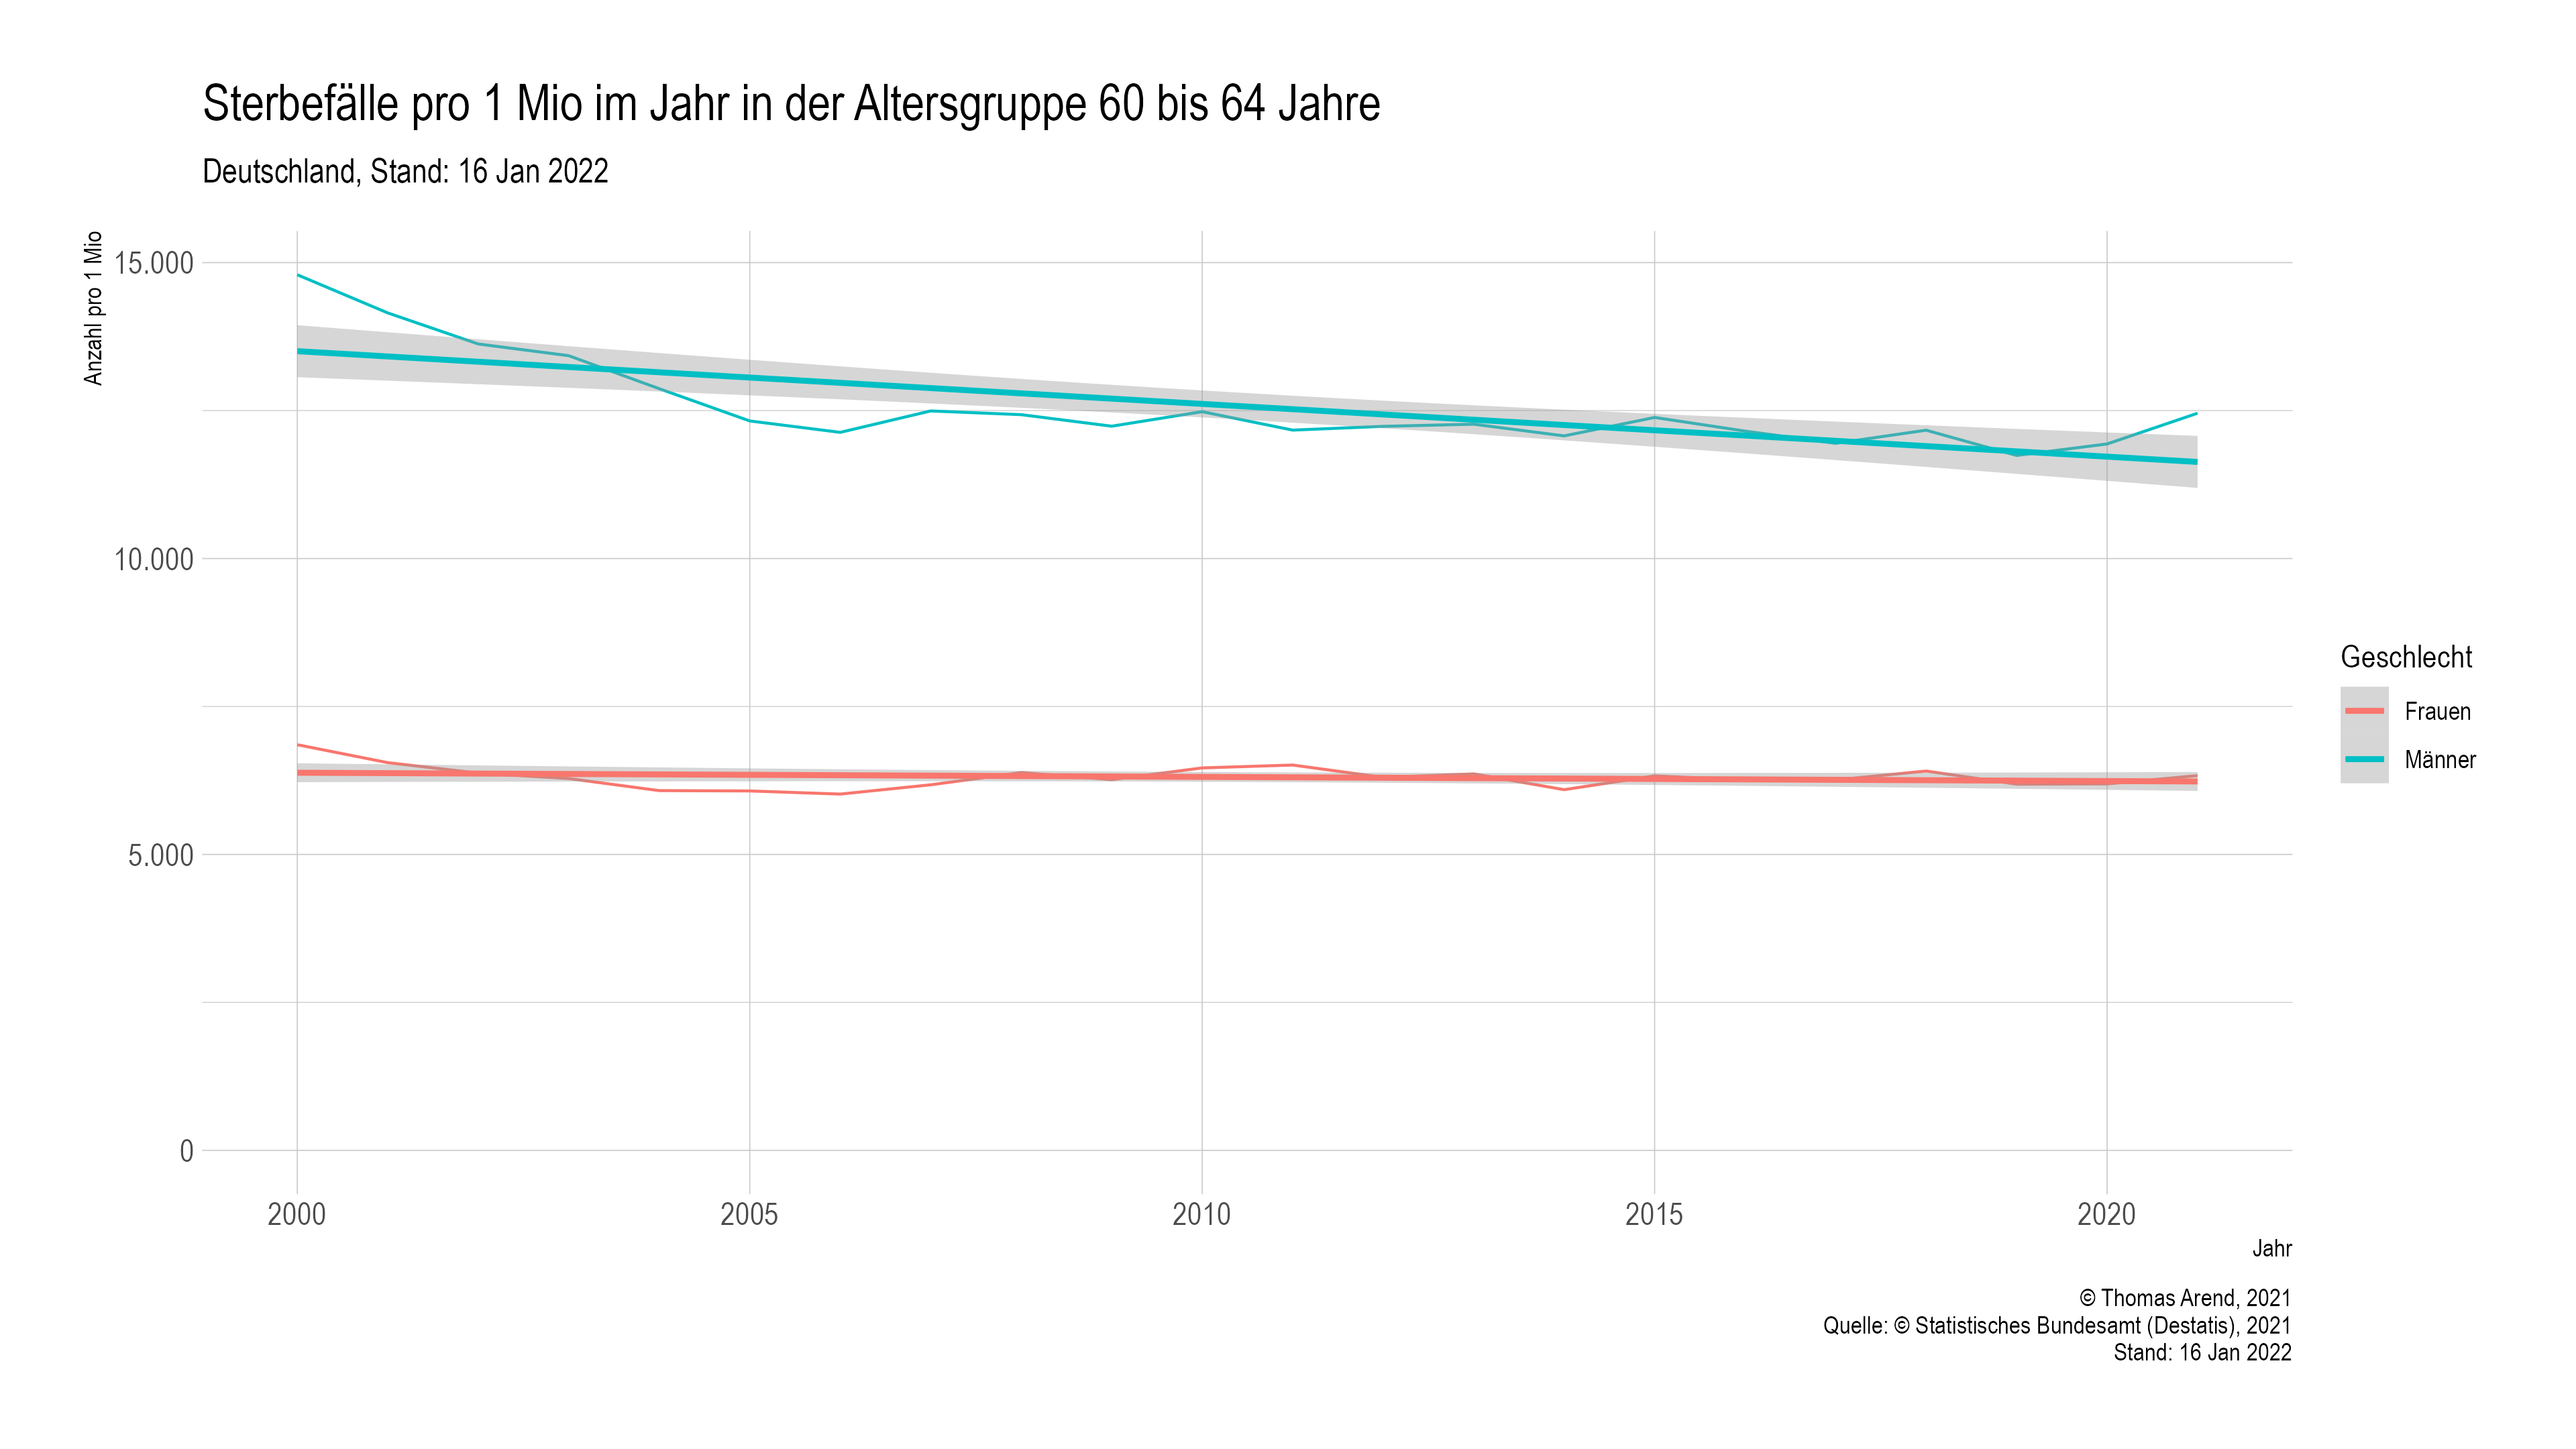 Sterbefälle pro 1 Mio im Jahr in der Altersgruppe 60 bis 64 Jahre
Deutschland, Stand: 16 Jan 2022
Anzahl pro 1 Mio
15.000
10.000
5.000
0
2000
2005
2010
2015
2020
Jahr
Geschlecht
Frauen
Männer
© Thomas Arend, 2021
Quelle: © Statistisches Bundesamt (Destatis), 2021
Stand: 16 Jan 2022